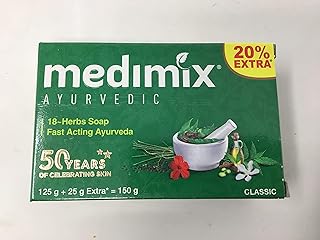 20%
EXTRA*
medimix
AYURVEDIC
18-Herbs Soap
Fast Acting Ayurveda
50 YEARS
OF CELEBRATING SKIN
125 g + 25 g Extra* = 150 g
CLASSIC